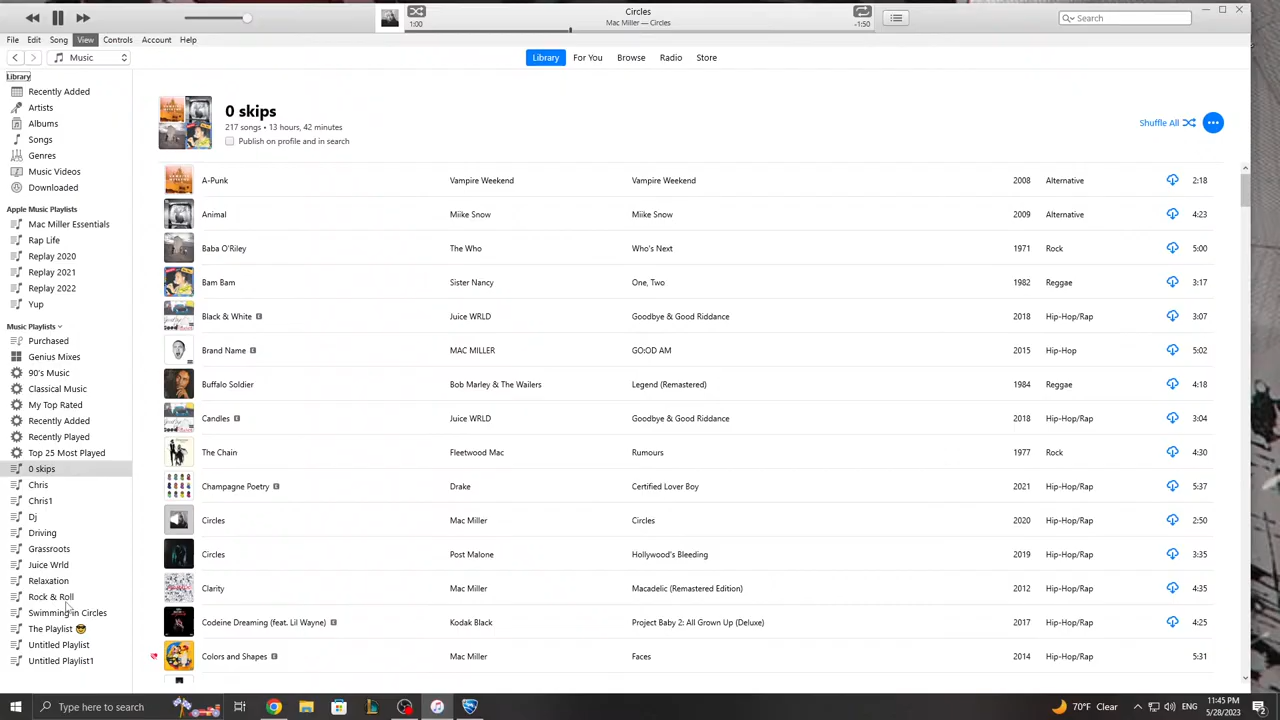 Circles
Mac Miller — Circles
1:00
-1:50
Search
File Edit Song View Controls Account Help
Music
Library For You Browse Radio Store
Library
Recently Added
Artists
Albums
Songs
Genres
Music Videos
Downloaded
Apple Music Playlists
Mac Miller Essentials
Rap Life
Replay 2020
Replay 2021
Replay 2022
Yup
Music Playlists
Purchased
Genius Mixes
90's Music
Classical Music
My Top Rated
Recently Added
Recently Played
Top 25 Most Played
0 skips
Chris
Chris1
Dj
Driving
Grassroots
Juice Wrld
Relaxation
Rock & Roll
Swimming in Circles
The Playlist 😎
Untitled Playlist
Untitled Playlist1
0 skips
217 songs • 13 hours, 42 minutes
Publish on profile and in search
Shuffle All
A-Punk Vampire Weekend Vampire Weekend 2008 Alternative 2:18
Animal Miike Snow Miike Snow 2009 Alternative 4:23
Baba O'Riley The Who Who's Next 1971 Rock 5:00
Bam Bam Sister Nancy One, Two 1982 Reggae 3:17
Black & White E Juice WRLD Goodbye & Good Riddance 2018 Hip-Hop/Rap 3:07
Brand Name E MAC MILLER GO:OD AM 2015 Hip-Hop 5:02
Buffalo Soldier Bob Marley & The Wailers Legend (Remastered) 1984 Reggae 4:18
Candles E Juice WRLD Goodbye & Good Riddance 2018 Hip-Hop/Rap 3:04
The Chain Fleetwood Mac Rumours 1977 Rock 4:30
Champagne Poetry E Drake Certified Lover Boy 2021 Hip-Hop/Rap 5:37
Circles Mac Miller Circles 2020 Hip-Hop/Rap 2:50
Circles Post Malone Hollywood's Bleeding 2019 Hip-Hop/Rap 3:35
Clarity Mac Miller Macadelic (Remastered Edition) 2012 Hip-Hop/Rap 4:35
Codeine Dreaming (feat. Lil Wayne) E Kodak Black Project Baby 2: All Grown Up (Deluxe) 2017 Hip-Hop/Rap 4:25
Colors and Shapes E Mac Miller Faces 2014 Hip-Hop/Rap 5:31
Type here to search
70°F Clear
ENG
11:45 PM
5/28/2023
2